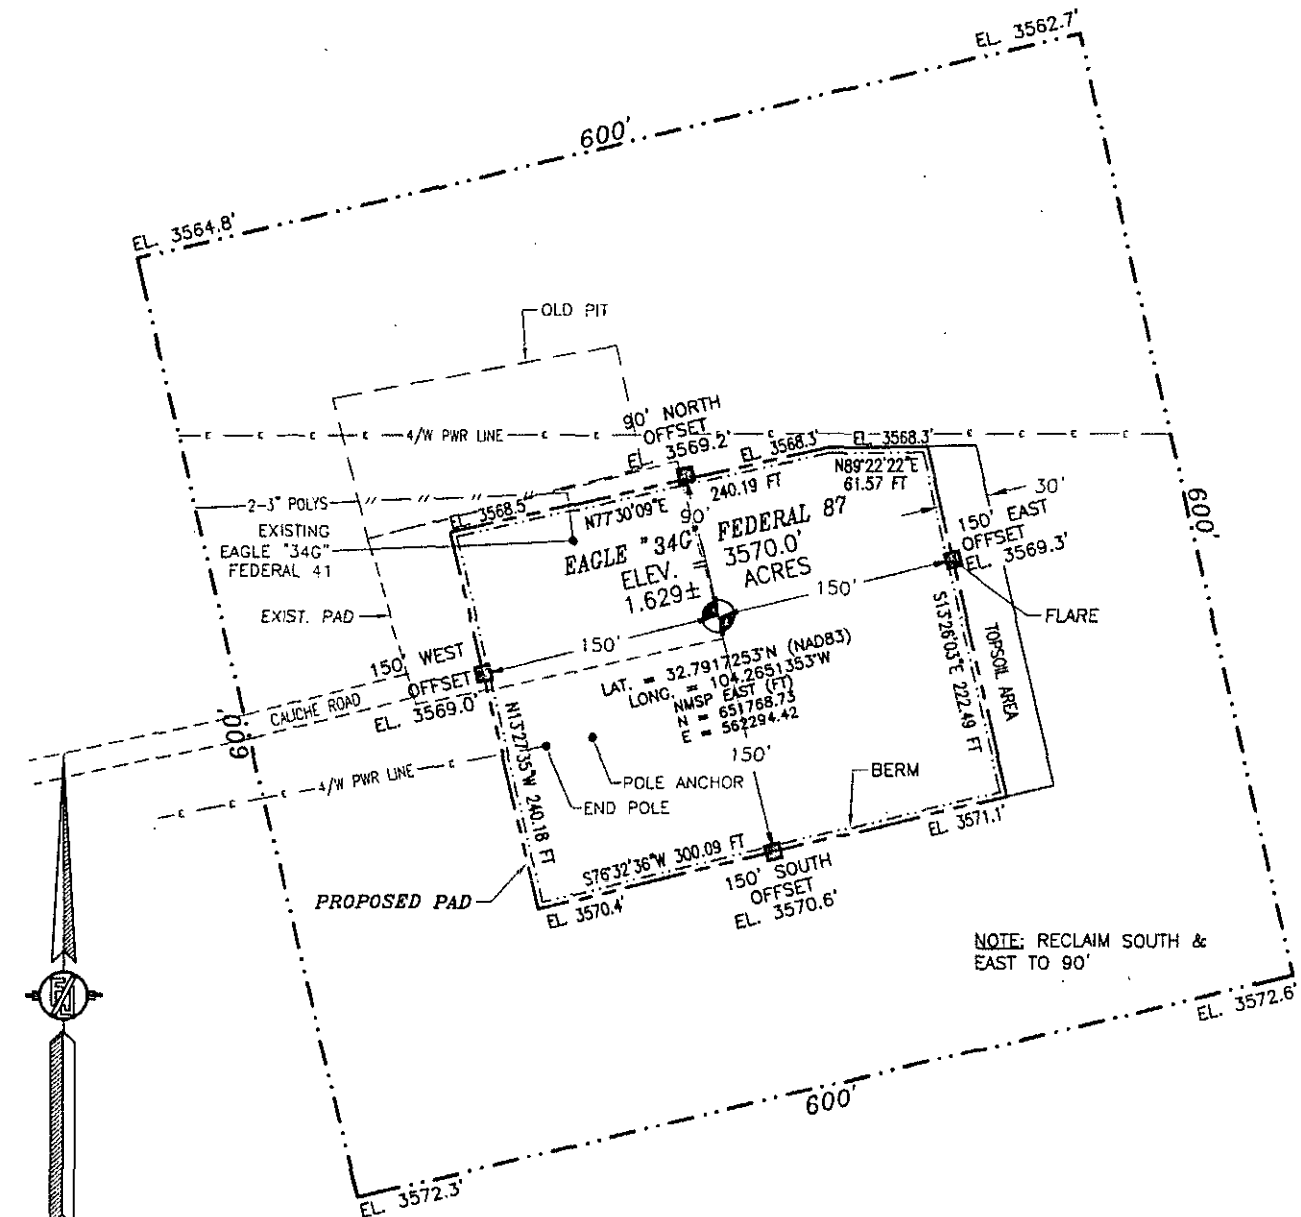 EL. 3562.7'
600'
EL. 3564.8'
OLD PIT
90' NORTH
OFFSET
EL. 3569.2'
4/W PWR LINE
EL. 3568.3'
EL. 3568.3'
N89°22'22"E
61.57 FT
2-3" POLYS
EL. 3568.5'
N77°30'09"E
240.19 FT
30'
600'
EXISTING
EAGLE "34G"
FEDERAL 41
90'
EAGLE "34G" FEDERAL 87
ELEV. = 3570.0'
1.629± ACRES
150' EAST
OFFSET
EL. 3569.3'
EXIST. PAD
150'
FLARE
150'
150' WEST
OFFSET
EL. 3569.0'
LAT. = 32.7917253°N (NAD83)
LONG. = 104.2651353°W
NMSP EAST (FT)
N = 651768.73
E = 562294.42
S13°26'03"E 222.49 FT
TOPSOIL AREA
CALICHE ROAD
600'
N13°27'35"W 240.18 FT
150'
4/W PWR LINE
POLE ANCHOR
END POLE
BERM
EL. 3571.1'
S76°32'36"W 300.09 FT
PROPOSED PAD
EL. 3570.4'
150' SOUTH
OFFSET
EL. 3570.6'
NOTE: RECLAIM SOUTH &
EAST TO 90'
EL. 3572.6'
600'
EL. 3572.3'